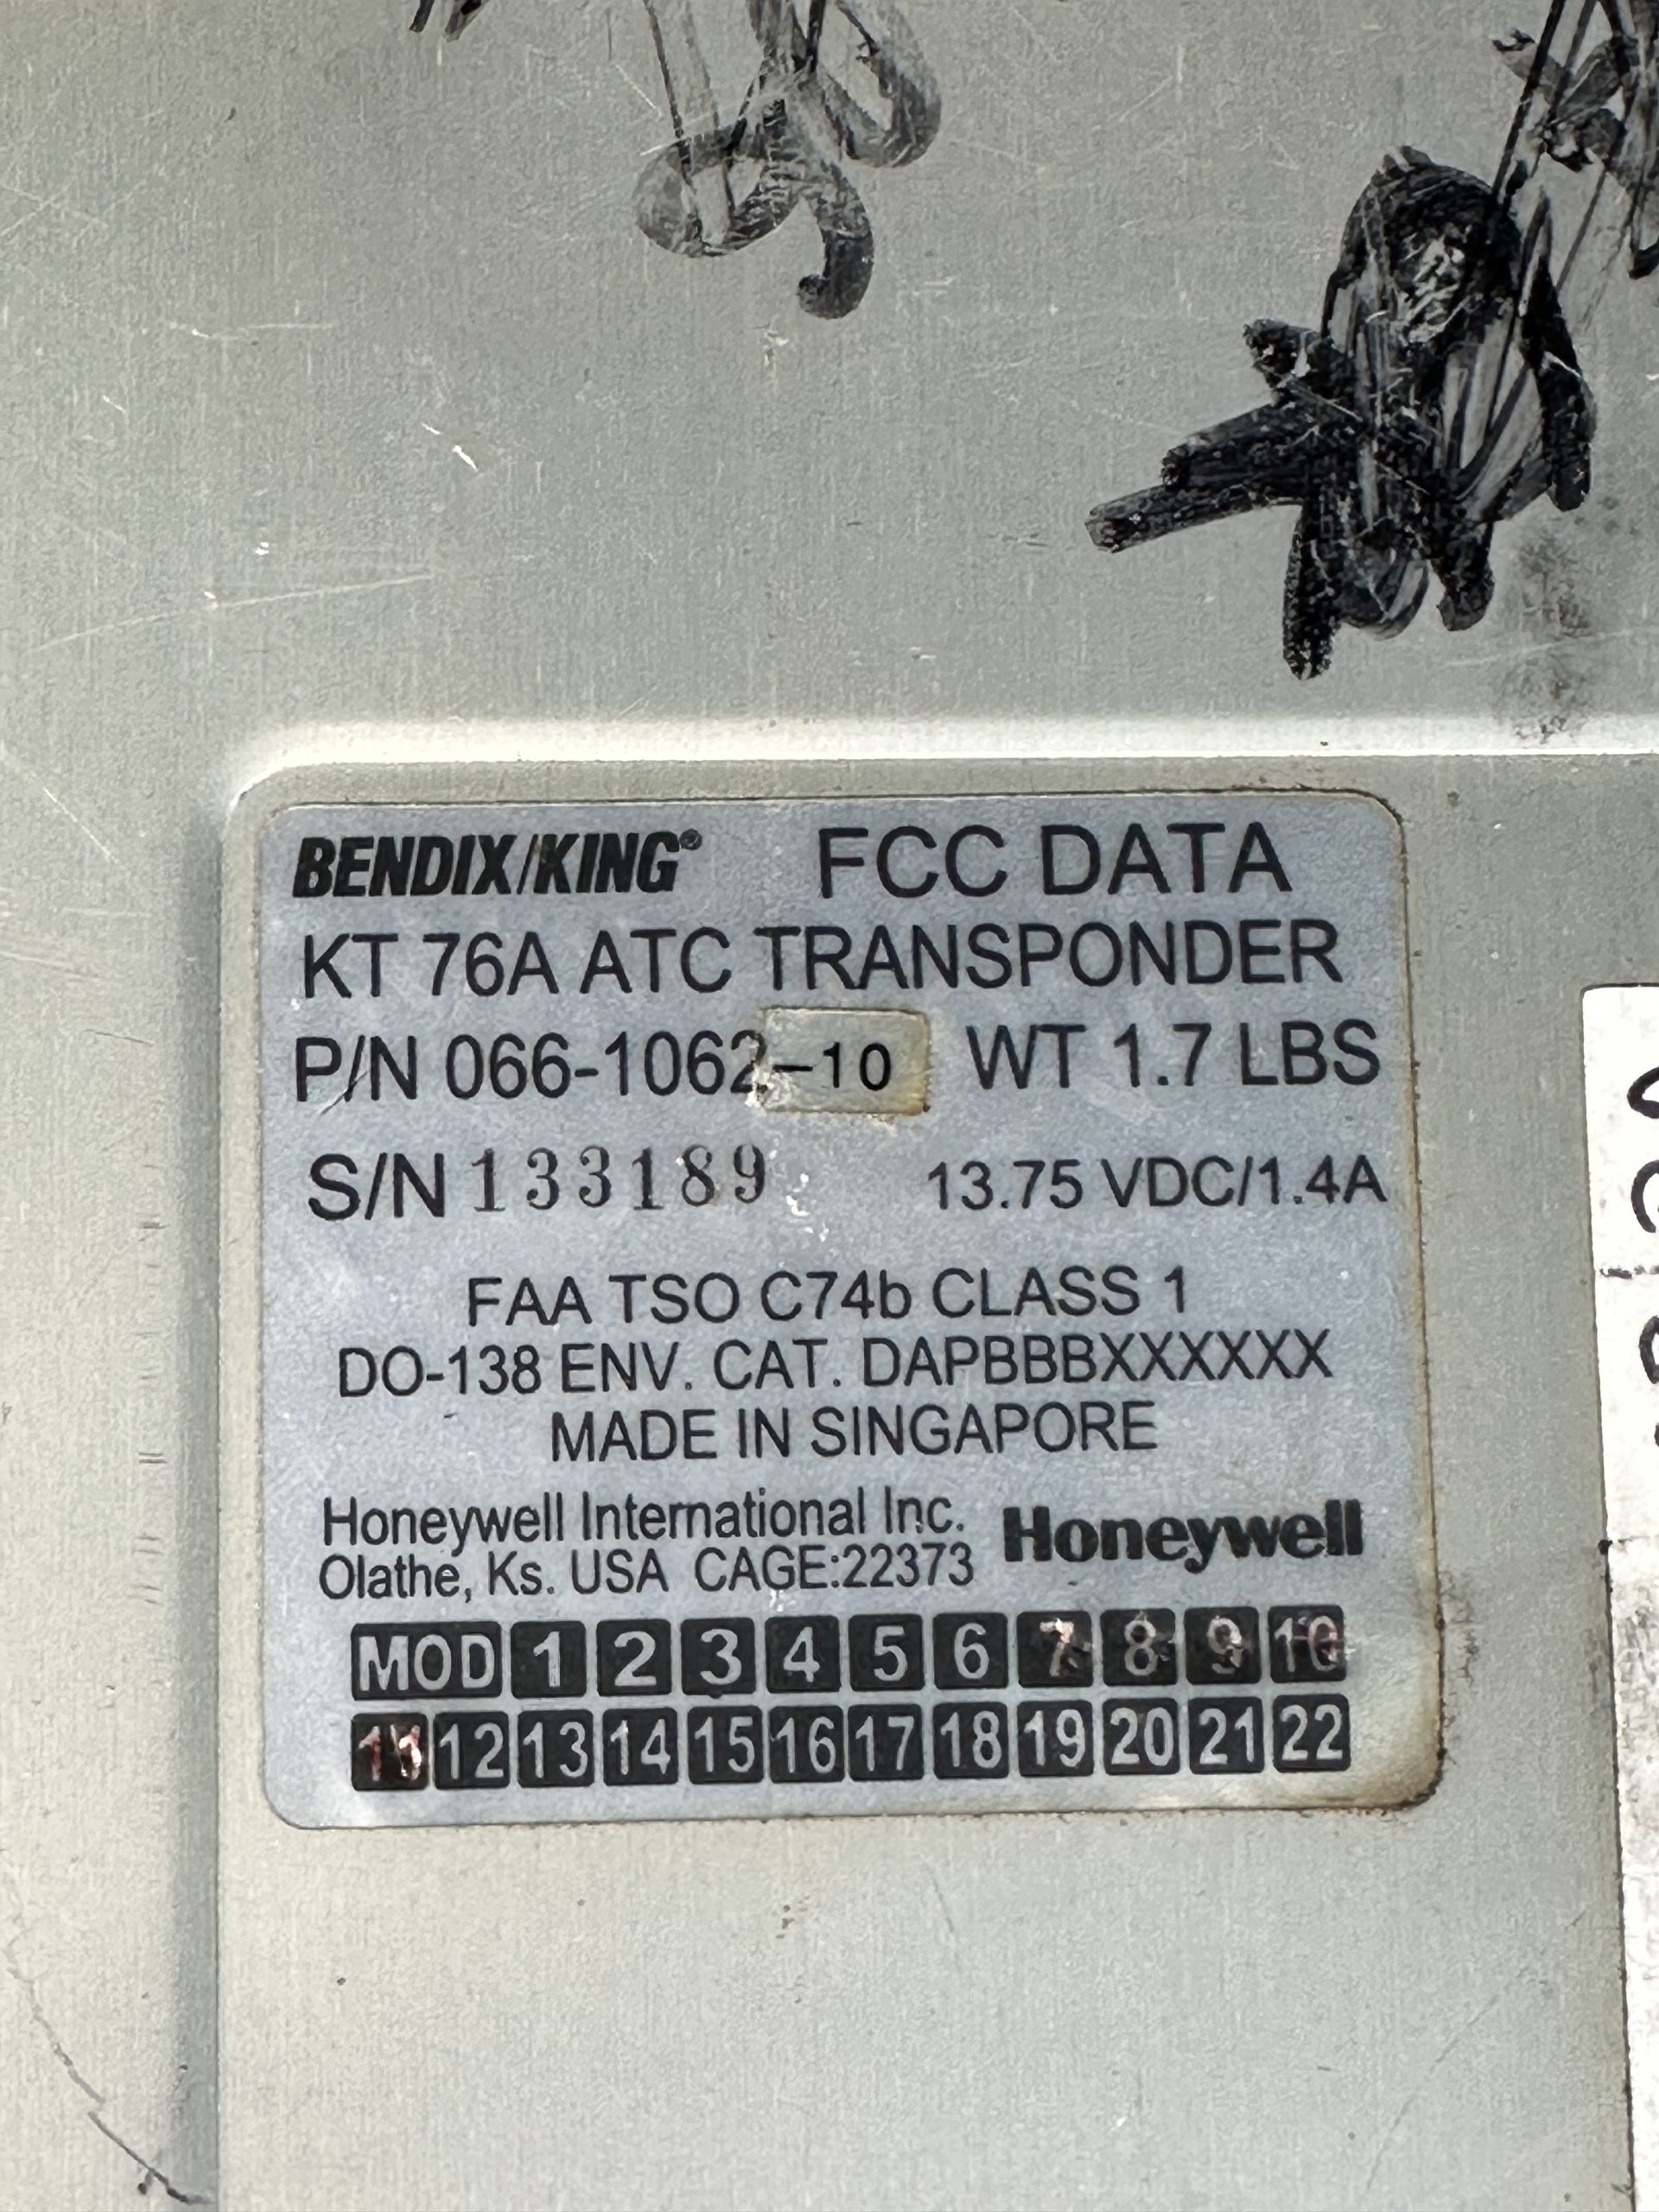 BENDIX/KING® FCC DATA
KT 76A ATC TRANSPONDER
P/N 066-1062-10 WT 1.7 LBS
S/N 133189 13.75 VDC/1.4A
FAA TSO C74b CLASS 1
DO-138 ENV. CAT. DAPBBBXXXXXX
MADE IN SINGAPORE
Honeywell International Inc. Honeywell
Olathe, Ks. USA CAGE:22373
MOD 1 2 3 4 5 6 7 8 9 10
11 12 13 14 15 16 17 18 19 20 21 22